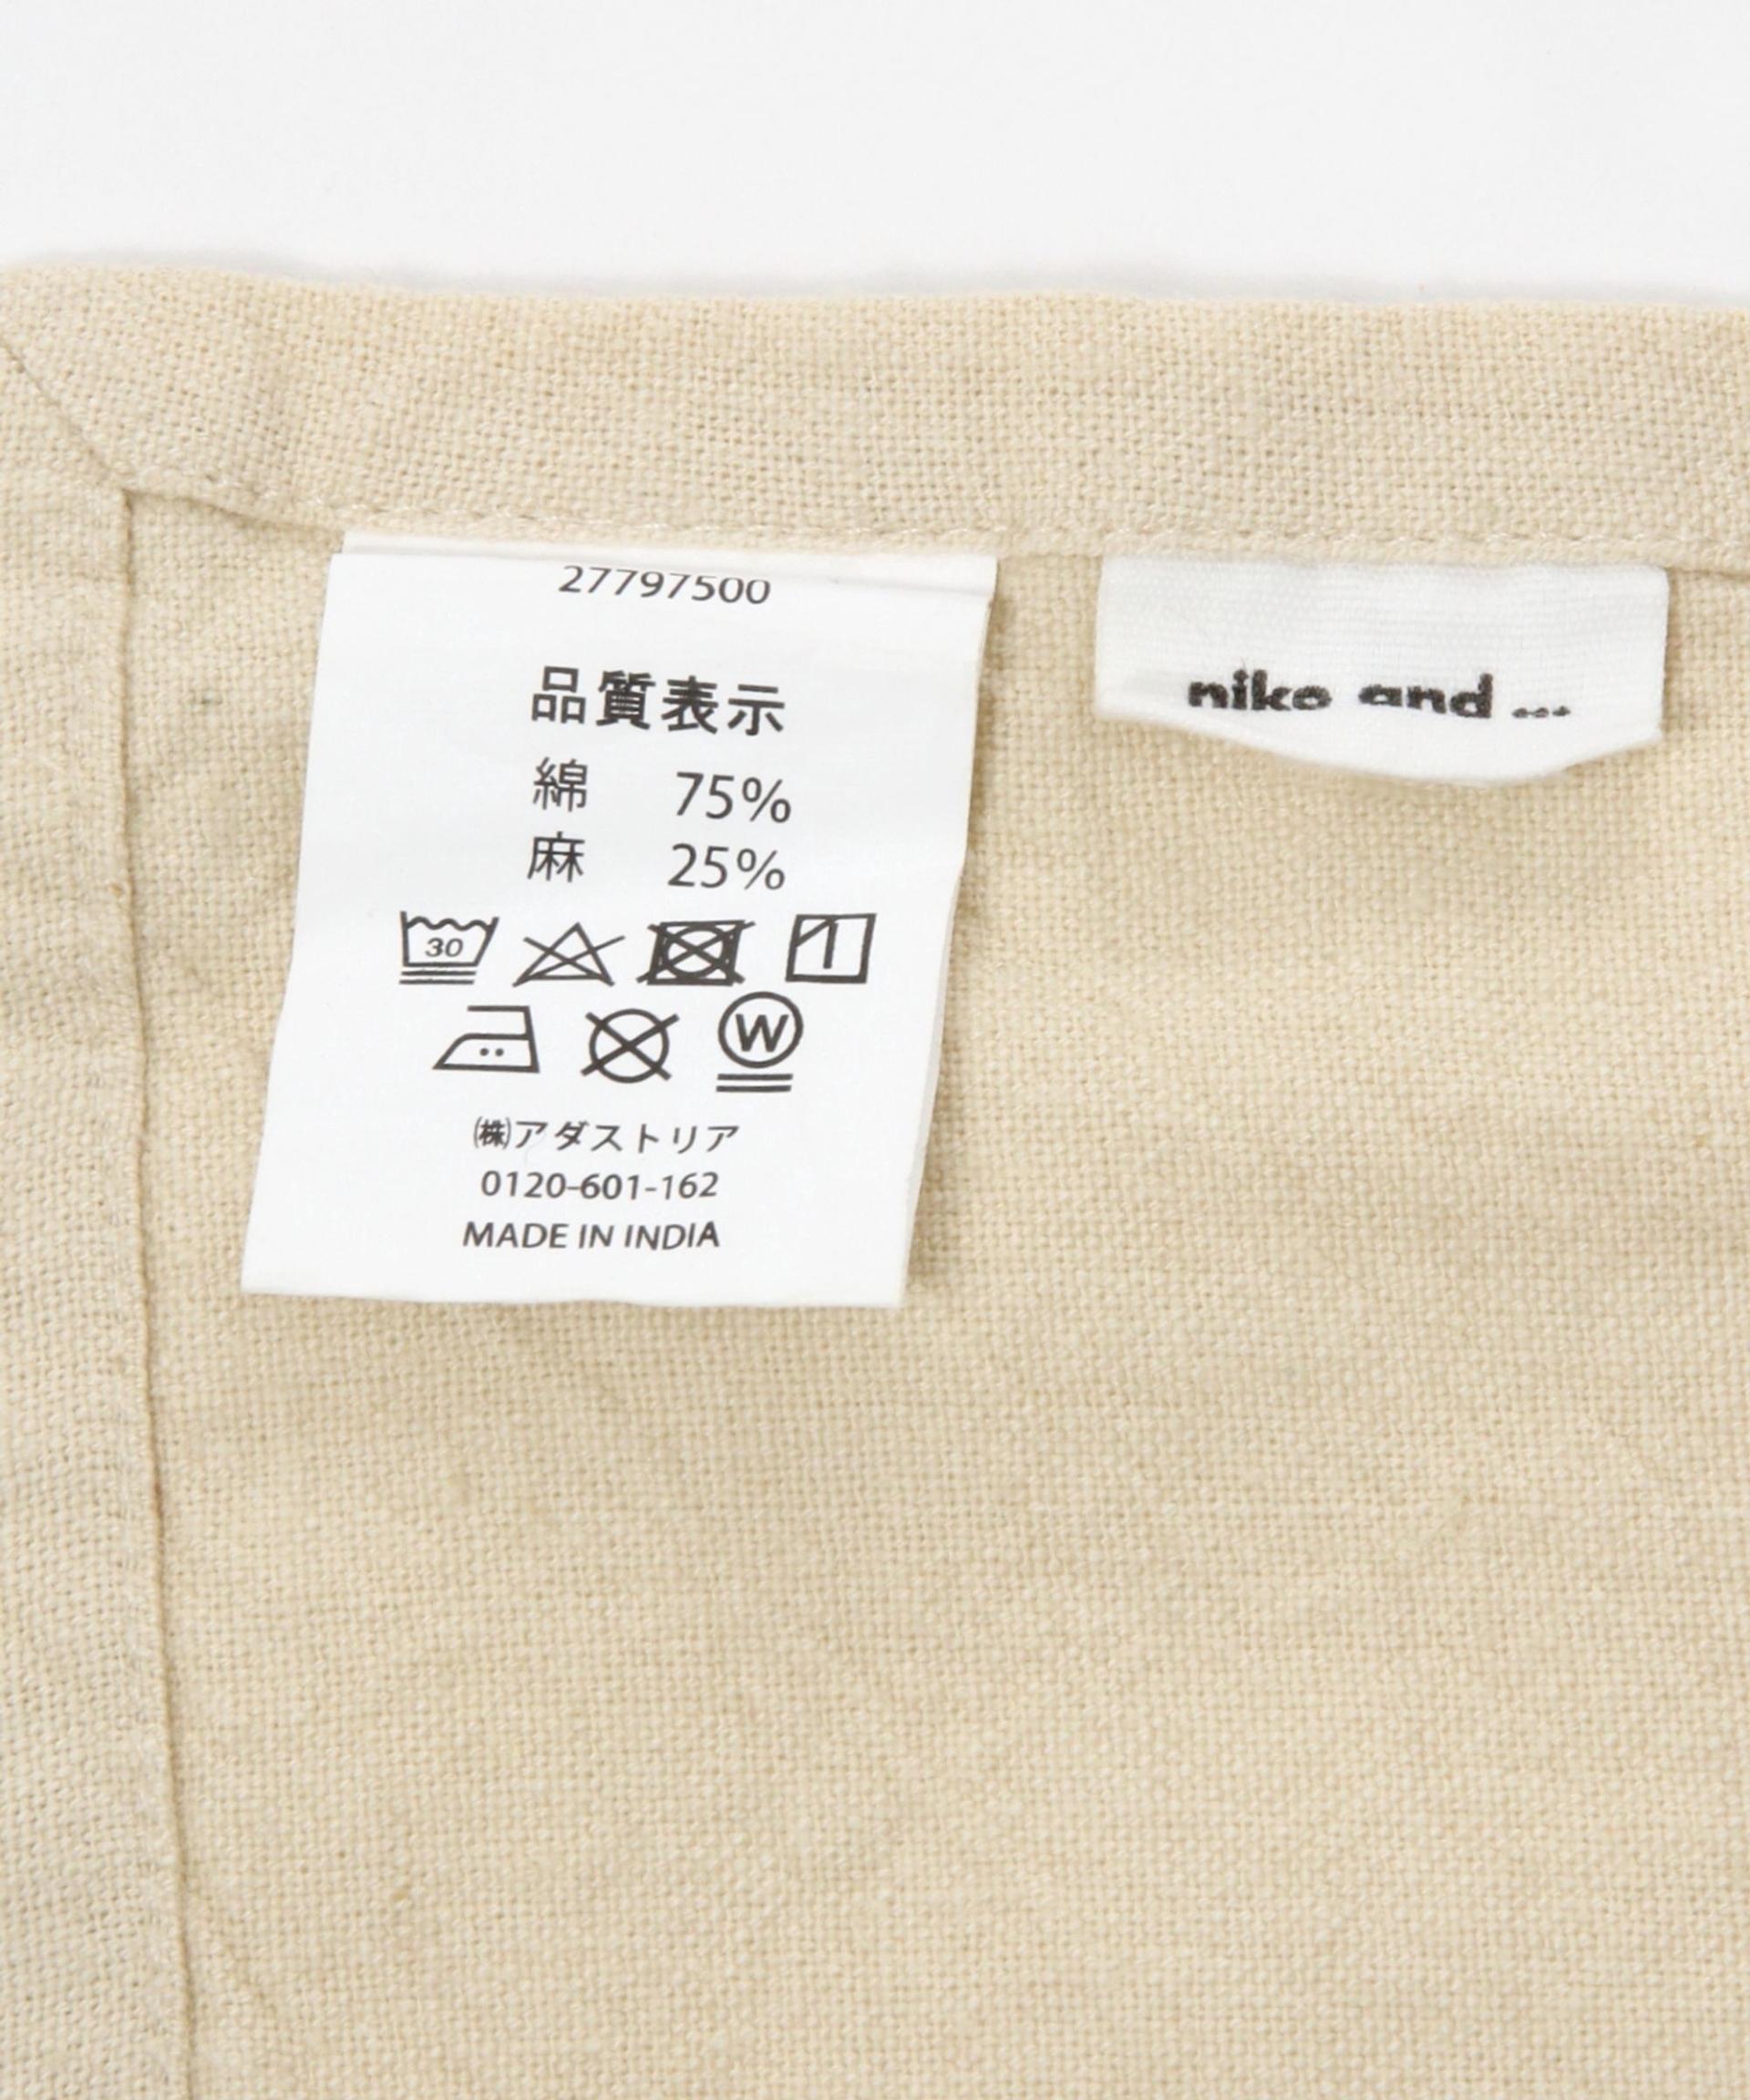 27797500
品質表示
綿 75%
麻 25%
30
W
㈱アダストリア
0120-601-162
MADE IN INDIA
niko and ...